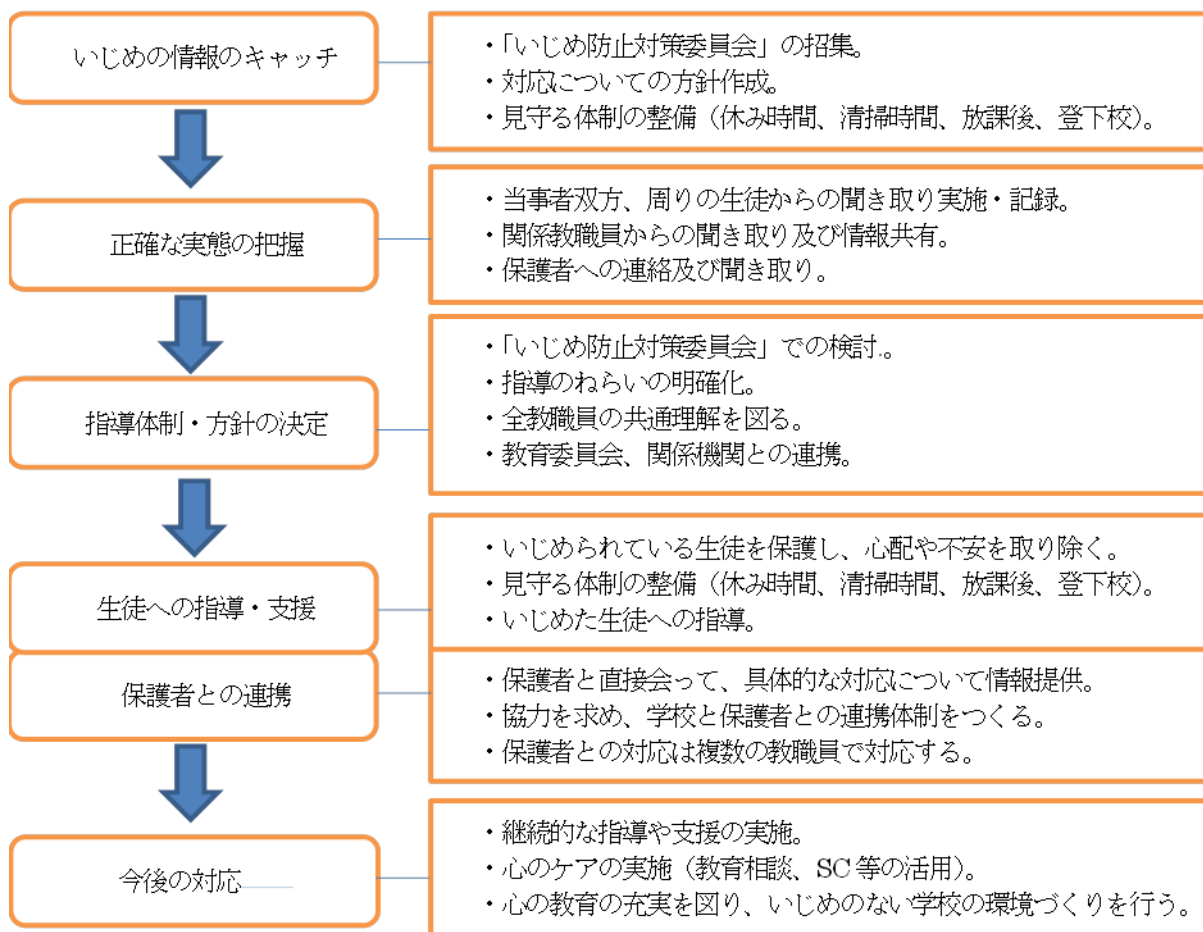 いじめの情報のキャッチ
・「いじめ防止対策委員会」の招集。
・対応についての方針作成。
・見守る体制の整備（休み時間、清掃時間、放課後、登下校）。
正確な実態の把握
・当事者双方、周りの生徒からの聞き取り実施・記録。
・関係教職員からの聞き取り及び情報共有。
・保護者への連絡及び聞き取り。
指導体制・方針の決定
・「いじめ防止対策委員会」での検討.。
・指導のねらいの明確化。
・全教職員の共通理解を図る。
・教育委員会、関係機関との連携。
生徒への指導・支援
・いじめられている生徒を保護し、心配や不安を取り除く。
・見守る体制の整備（休み時間、清掃時間、放課後、登下校）。
・いじめた生徒への指導。
保護者との連携
・保護者と直接会って、具体的な対応について情報提供。
・協力を求め、学校と保護者との連携体制をつくる。
・保護者との対応は複数の教職員で対応する。
今後の対応
・継続的な指導や支援の実施。
・心のケアの実施（教育相談、SC 等の活用）。
・心の教育の充実を図り、いじめのない学校の環境づくりを行う。